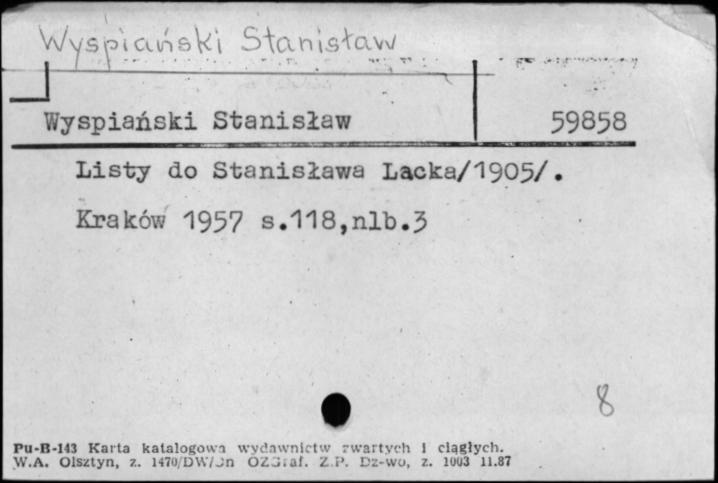 Wyspiański Stanisław
Wyspiański Stanisław 59858
Listy do Stanisława Lacka/1905/.
Kraków 1957 s.118,nlb.3
8
Pu-B-143 Karta katalogowa wydawnictw zwartych i ciągłych.
W.A. Olsztyn, z. 1470/DW/Jn OZGraf. Z.P. Dz-wo, z. 1003 11.87